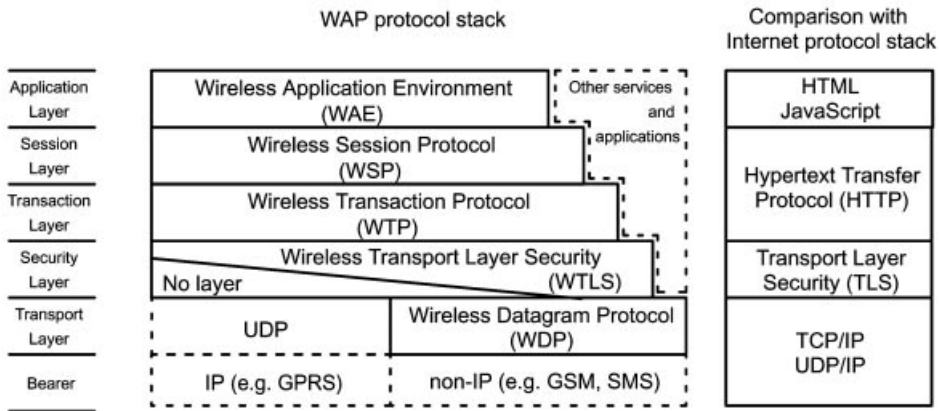 WAP protocol stack
Comparison with
Internet protocol stack
Application
Layer
Wireless Application Environment
(WAE)
Other services
and
applications
HTML
JavaScript
Session
Layer
Wireless Session Protocol
(WSP)
Hypertext Transfer
Protocol (HTTP)
Transaction
Layer
Wireless Transaction Protocol
(WTP)
Security
Layer
Wireless Transport Layer Security
(WTLS)
No layer
Transport Layer
Security (TLS)
Transport
Layer
UDP
Wireless Datagram Protocol
(WDP)
TCP/IP
UDP/IP
Bearer
IP (e.g. GPRS)
non-IP (e.g. GSM, SMS)